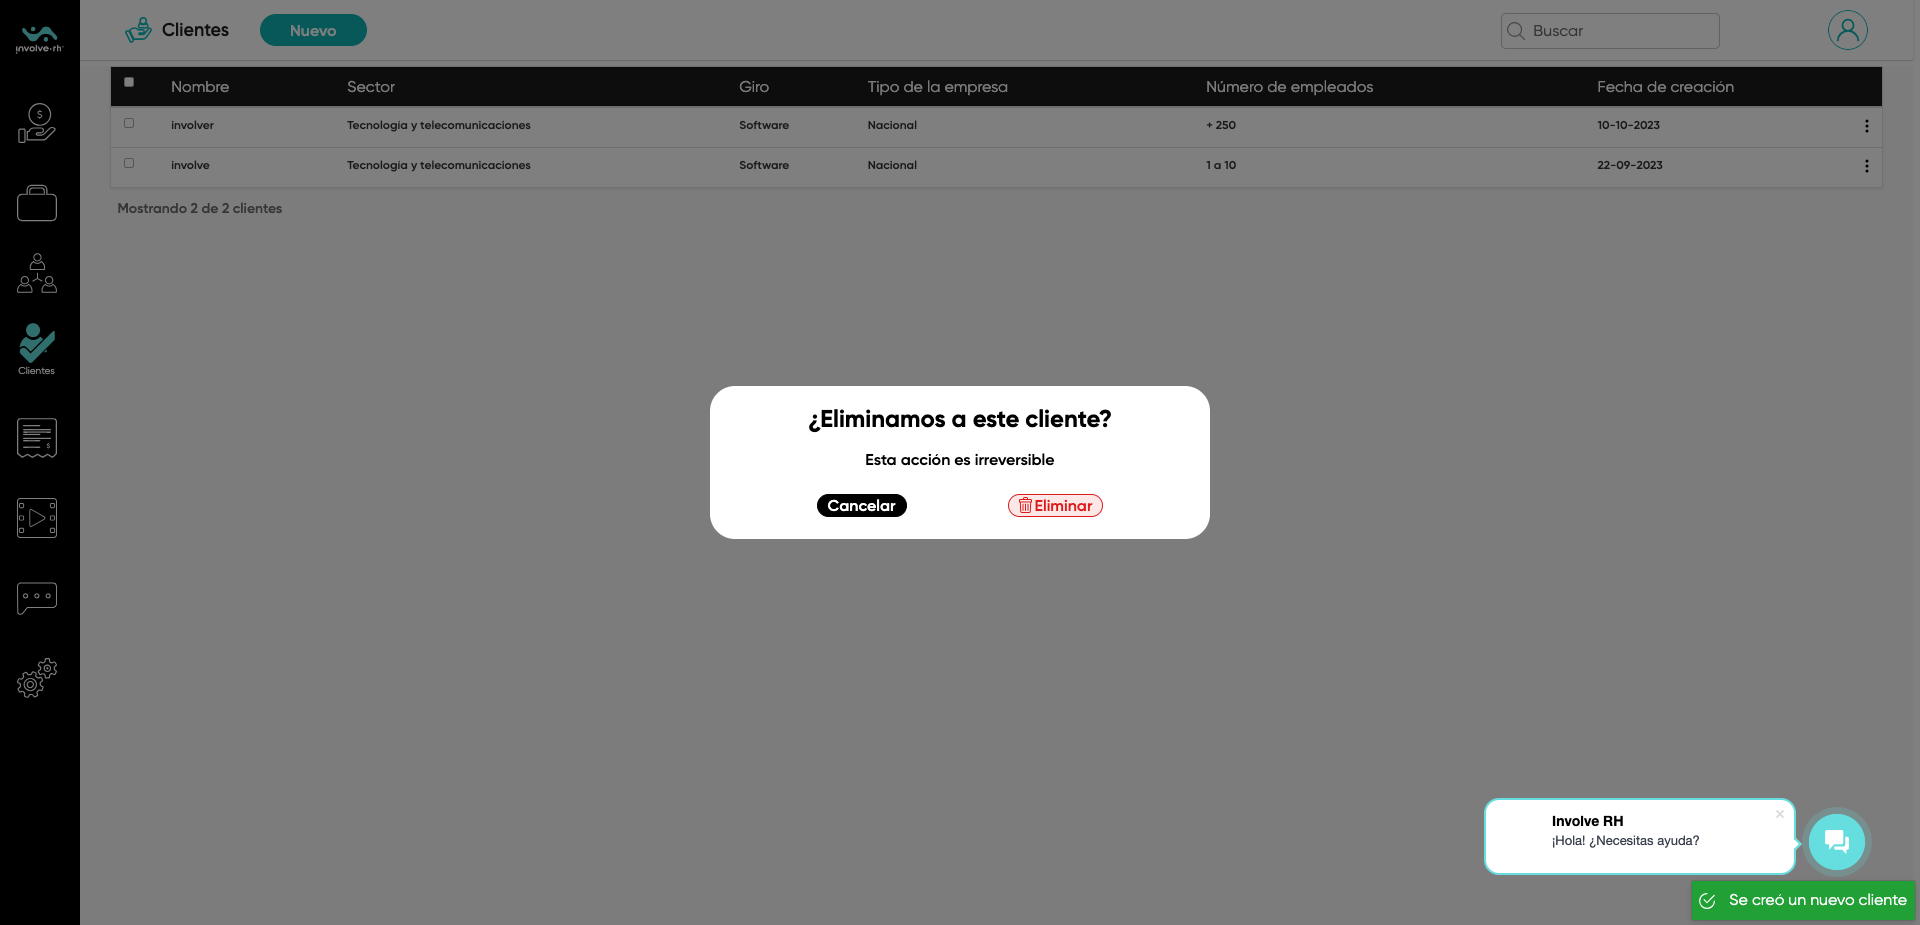 involve·rh
Clientes
Nuevo
Buscar
Nombre Sector Giro Tipo de la empresa Número de empleados Fecha de creación
involver Tecnología y telecomunicaciones Software Nacional + 250 10-10-2023
involve Tecnología y telecomunicaciones Software Nacional 1 a 10 22-09-2023
Mostrando 2 de 2 clientes
Clientes
¿Eliminamos a este cliente?
Esta acción es irreversible
Cancelar
Eliminar
Involve RH
¡Hola! ¿Necesitas ayuda?
Se creó un nuevo cliente